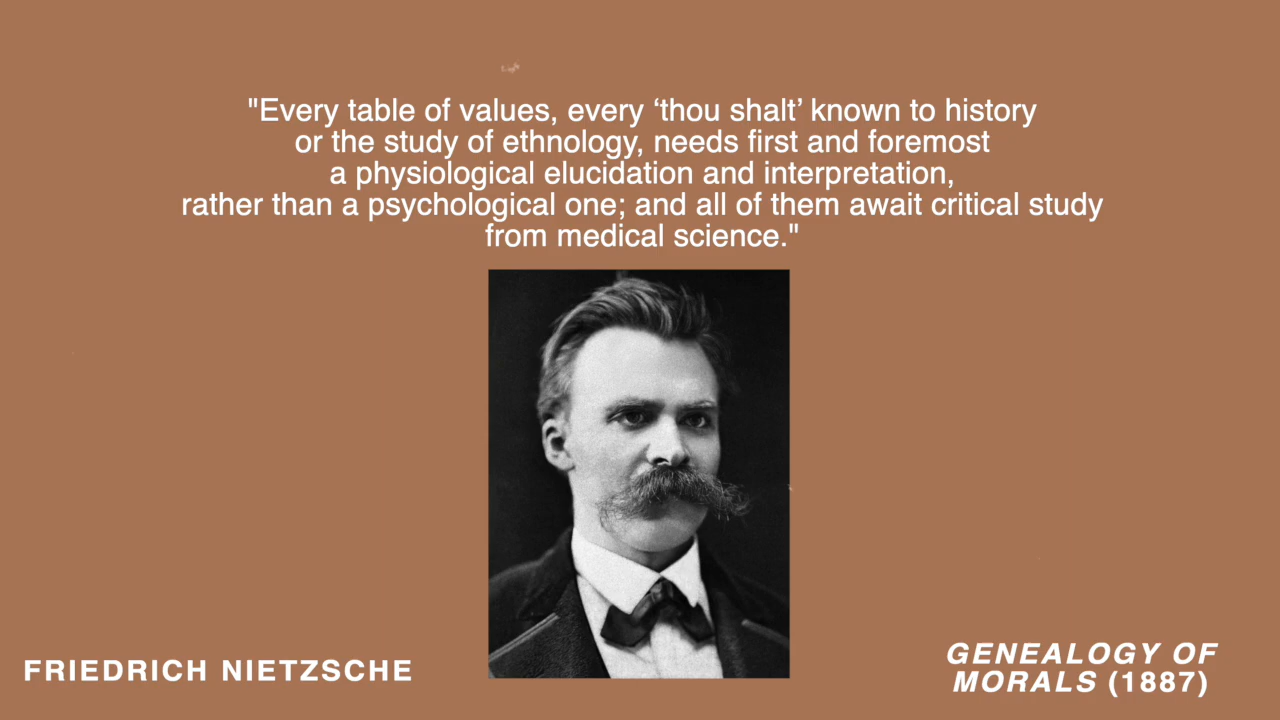 "Every table of values, every ‘thou shalt’ known to history
or the study of ethnology, needs first and foremost
a physiological elucidation and interpretation,
rather than a psychological one; and all of them await critical study
from medical science."
FRIEDRICH NIETZSCHE
GENEALOGY OF
MORALS (1887)